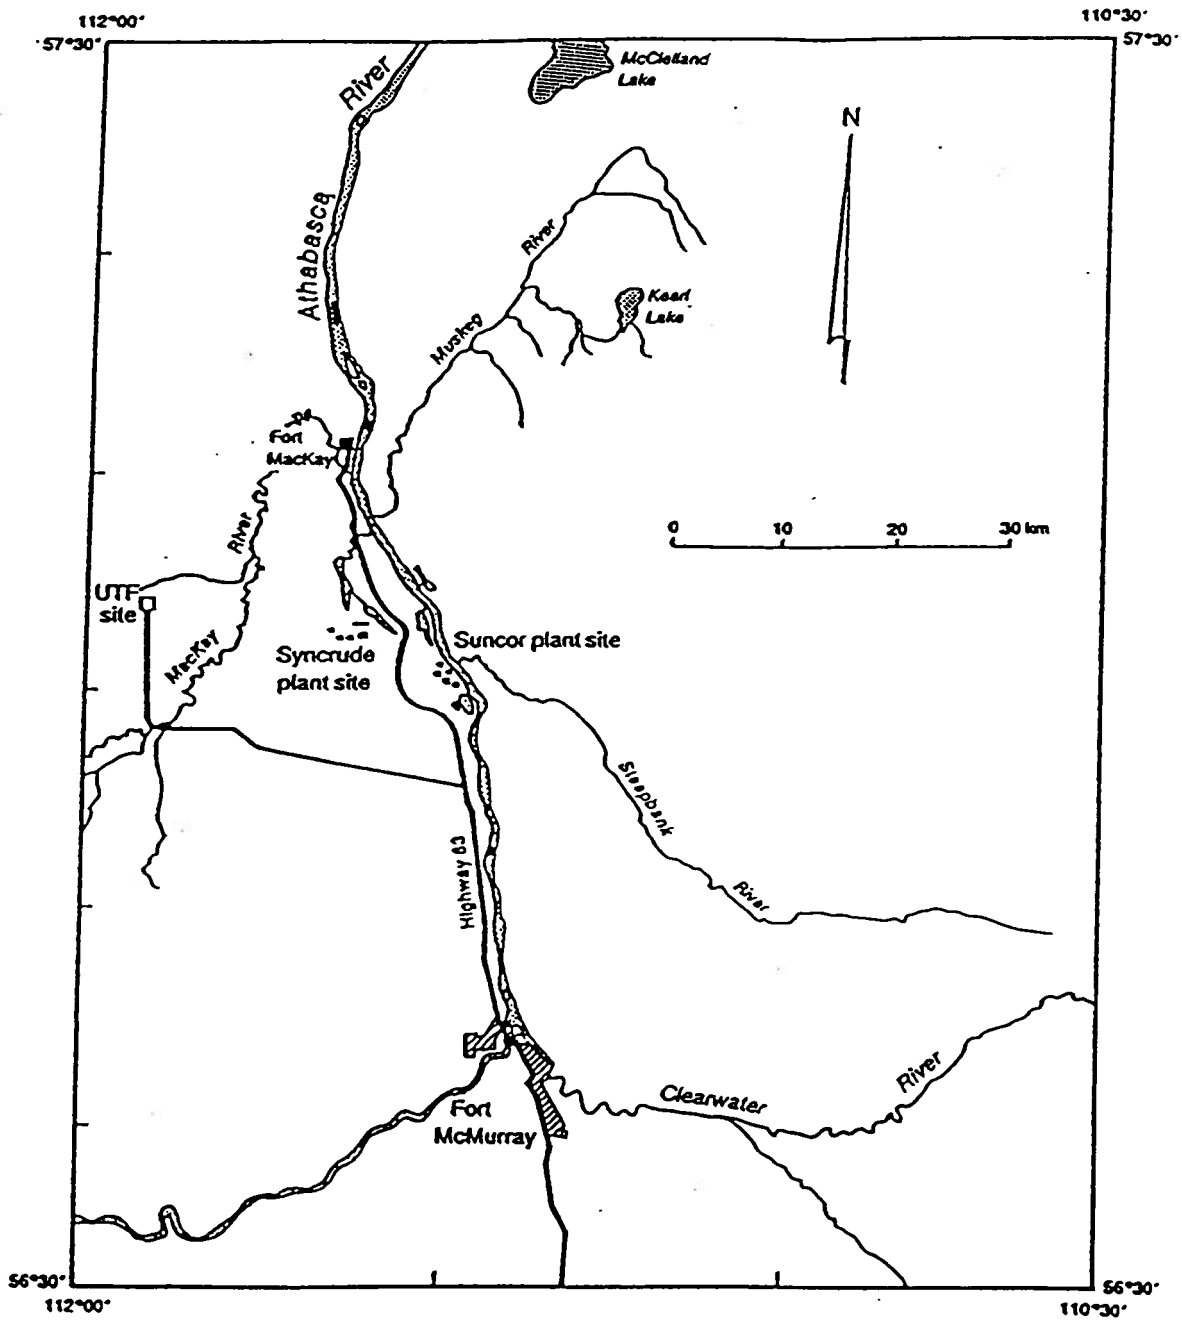 112°00'
110°30'
57°30'
57°30'
McClelland
Lake
River
N
Athabasca
River
Kearl
Lake
Muskeg
Fort
MacKay
River
0 10 20 30 km
UTF
site
MacKay
Syncrude
plant site
Suncor plant site
Steepbank
River
Highway 63
River
Clearwater
Fort
McMurray
56°30'
56°30'
112°00'
110°30'